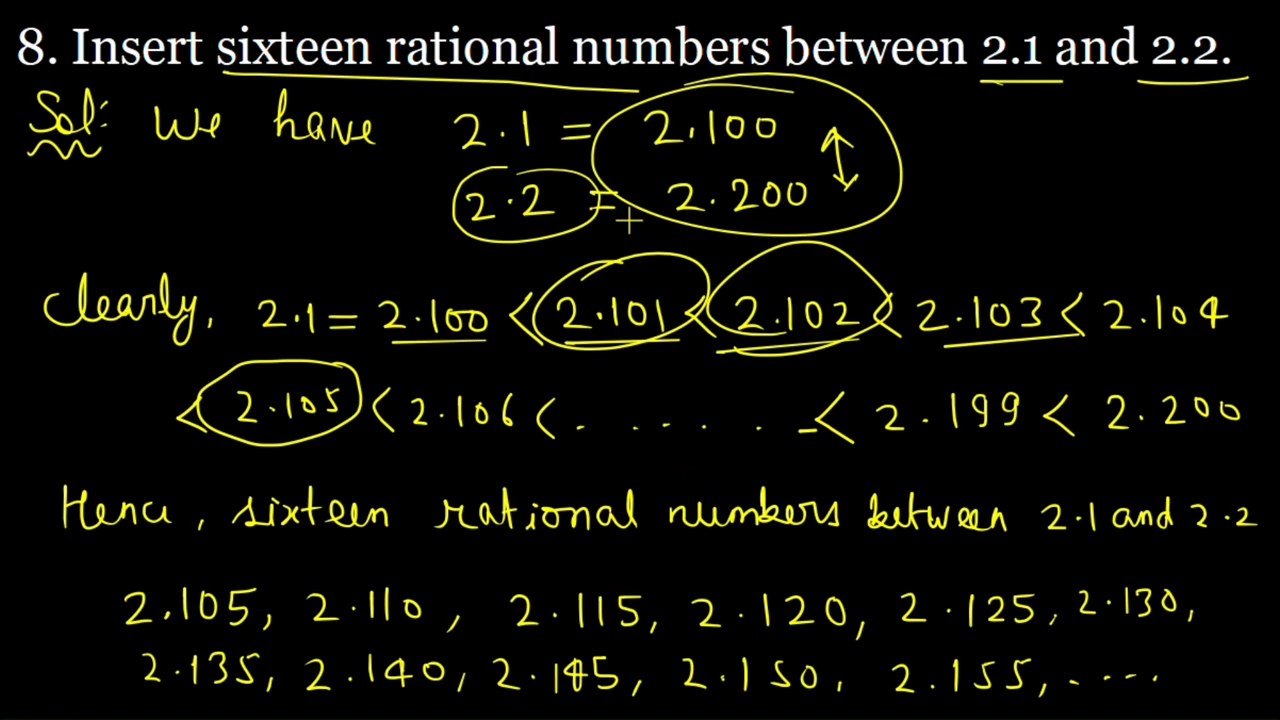 8. Insert sixteen rational numbers between 2.1 and 2.2.
Sol: We have 2.1 = 2.100
2.2 = 2.200
Clearly, 2.1 = 2.100 < 2.101 < 2.102 < 2.103 < 2.104
< 2.105 < 2.106 < . . . . . . < 2.199 < 2.200
Hence, sixteen rational numbers between 2.1 and 2.2
2.105, 2.110, 2.115, 2.120, 2.125, 2.130,
2.135, 2.140, 2.145, 2.150, 2.155, ....